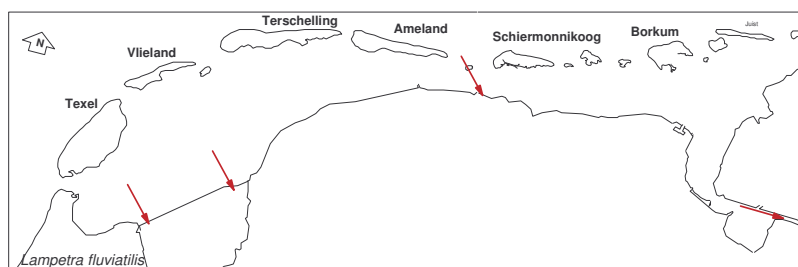 Terschelling
Ameland
Juist
N
Vlieland
Schiermonnikoog
Borkum
Texel
Lampetra fluviatilis